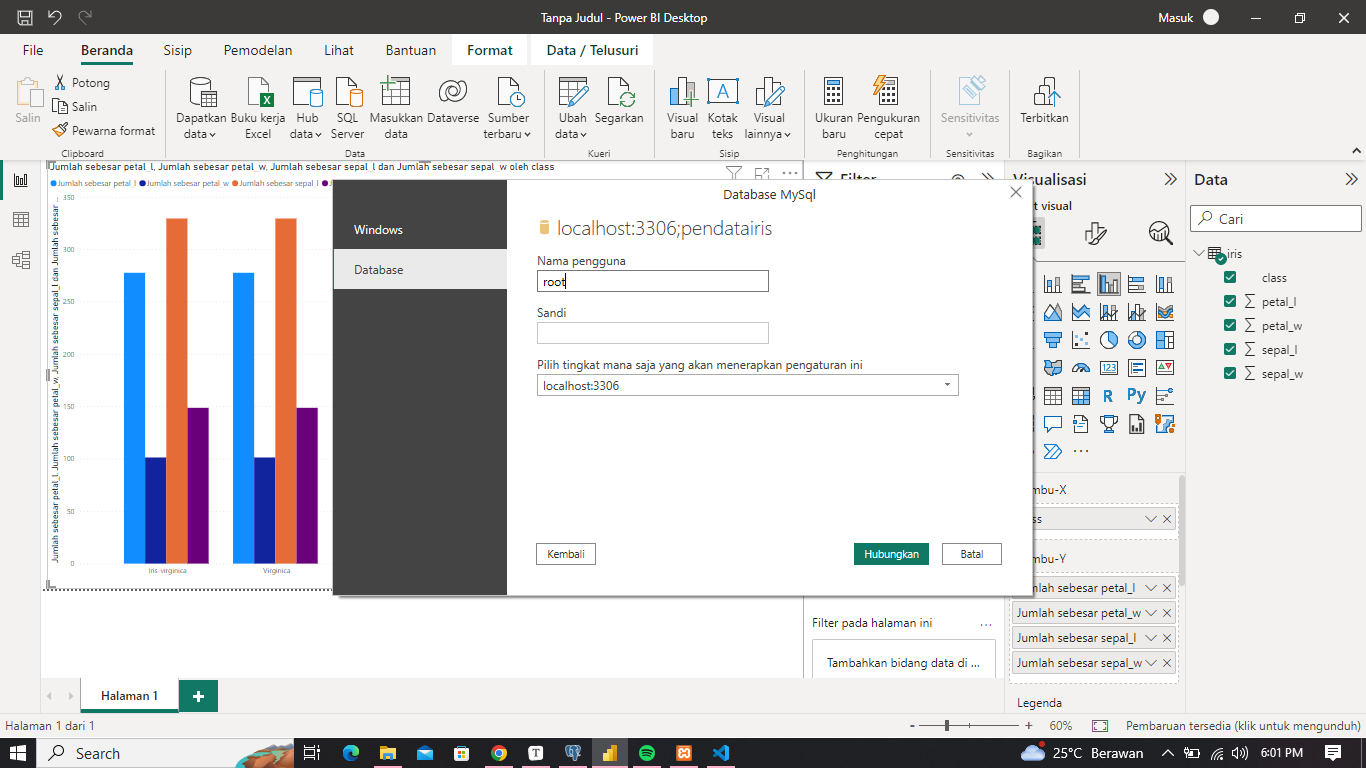 Tanpa Judul - Power BI Desktop
Masuk
File
Beranda
Sisip
Pemodelan
Lihat
Bantuan
Format
Data / Telusuri
Salin
Potong
Salin
Pewarna format
Clipboard
Dapatkan data
Buku kerja Excel
Hub data
SQL Server
Masukkan data
Dataverse
Sumber terbaru
Data
Ubah data
Segarkan
Kueri
Visual baru
Kotak teks
Visual lainnya
Sisip
Ukuran baru
Pengukuran cepat
Penghitungan
Sensitivitas
Sensitivitas
Terbitkan
Bagikan
Jumlah sebesar petal_l, Jumlah sebesar petal_w, Jumlah sebesar sepal_l dan Jumlah sebesar sepal_w oleh class
Jumlah sebesar petal_l
Jumlah sebesar petal_w
Jumlah sebesar sepal_l
Jumlah sebesar petal_l, Jumlah sebesar petal_w, Jumlah sebesar sepal_l dan Jumlah sebesar ...
350
300
250
200
150
100
50
0
Iris-virginica
Virginica
Database MySql
Windows
Database
localhost:3306;pendatairis
Nama pengguna
root
Sandi
Pilih tingkat mana saja yang akan menerapkan pengaturan ini
localhost:3306
Kembali
Hubungkan
Batal
Filter
Filter pada halaman ini
...
Tambahkan bidang data di ...
Visualisasi
t visual
123
R
Py
...
mbu-X
ss
mbu-Y
Jumlah sebesar petal_l
Jumlah sebesar petal_w
Jumlah sebesar sepal_l
Jumlah sebesar sepal_w
Legenda
Data
Cari
iris
class
petal_l
petal_w
sepal_l
sepal_w
Halaman 1
Halaman 1 dari 1
60%
Pembaruan tersedia (klik untuk mengunduh)
Search
25°C Berawan
6:01 PM